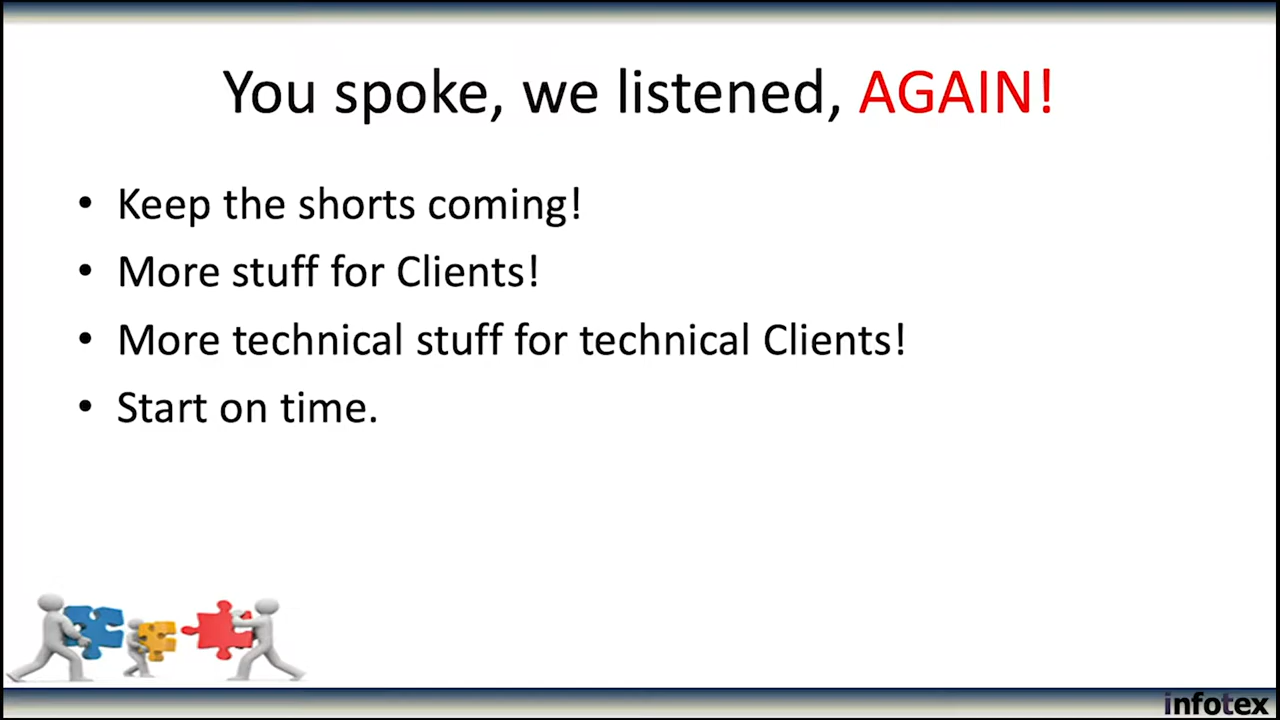 You spoke, we listened, AGAIN!
• Keep the shorts coming!
• More stuff for Clients!
• More technical stuff for technical Clients!
• Start on time.
infotex